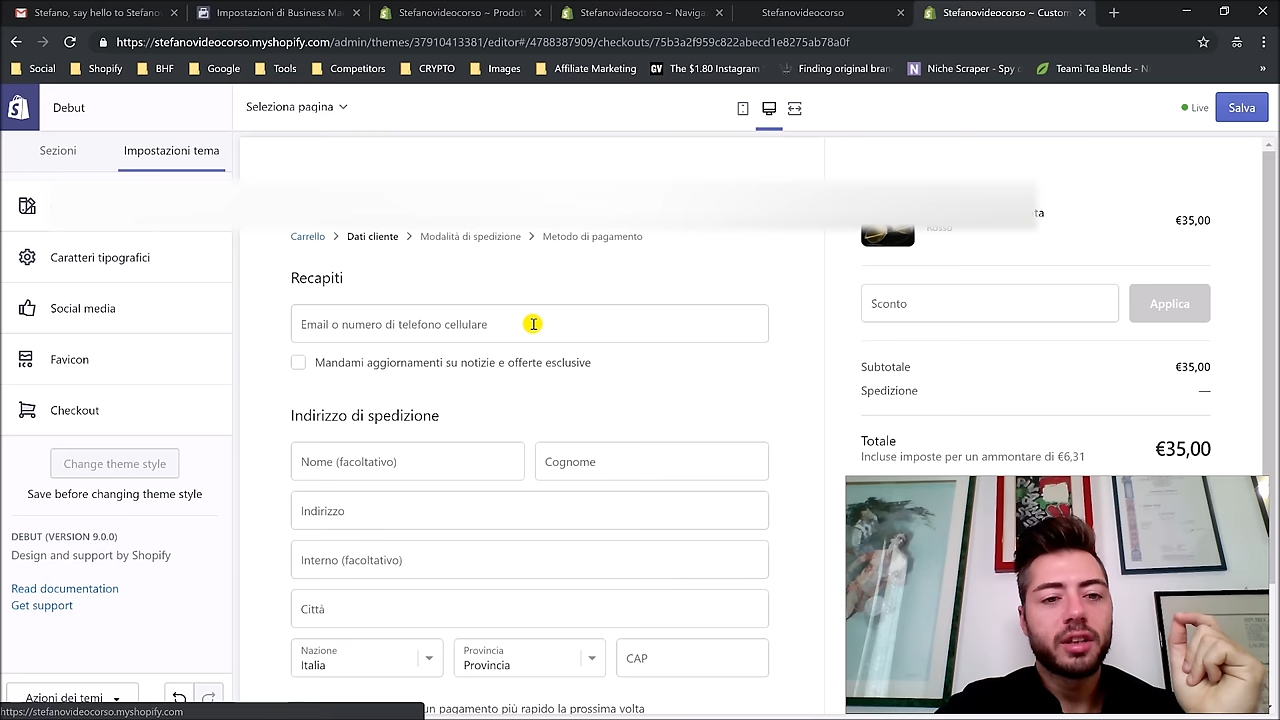 Stefano, say hello to Stefano
Impostazioni di Business Ma
Stefanovideocorso ~ Prodot
Stefanovideocorso ~ Naviga
Stefanovideocorso
Stefanovideocorso ~ Custom
https://stefanovideocorso.myshopify.com/admin/themes/37910413381/editor#/4788387909/checkouts/75b3a2f959c822abecd1e8275ab78a0f
Social
Shopify
BHF
Google
Tools
Competitors
CRYPTO
Images
Affiliate Marketing
GV The $1.80 Instagram
Finding original bran
N Niche Scraper - Spy
Teami Tea Blends - N
»
Debut
Seleziona pagina
Live
Salva
Sezioni
Impostazioni tema
Caratteri tipografici
Social media
Favicon
Checkout
Change theme style
Save before changing theme style
DEBUT (VERSION 9.0.0)
Design and support by Shopify
Read documentation
Get support
Azioni dei temi
https://stefanovideocorso.myshopify.com
Carrello > Dati cliente > Modalità di spedizione > Metodo di pagamento
Recapiti
Email o numero di telefono cellulare
Mandami aggiornamenti su notizie e offerte esclusive
Indirizzo di spedizione
Nome (facoltativo)
Cognome
Indirizzo
Interno (facoltativo)
Città
Nazione
Italia
Provincia
Provincia
CAP
un pagamento più rapido la prossima volta
ta
Rosso
€35,00
Sconto
Applica
Subtotale €35,00
Spedizione —
Totale
Incluse imposte per un ammontare di €6,31
€35,00